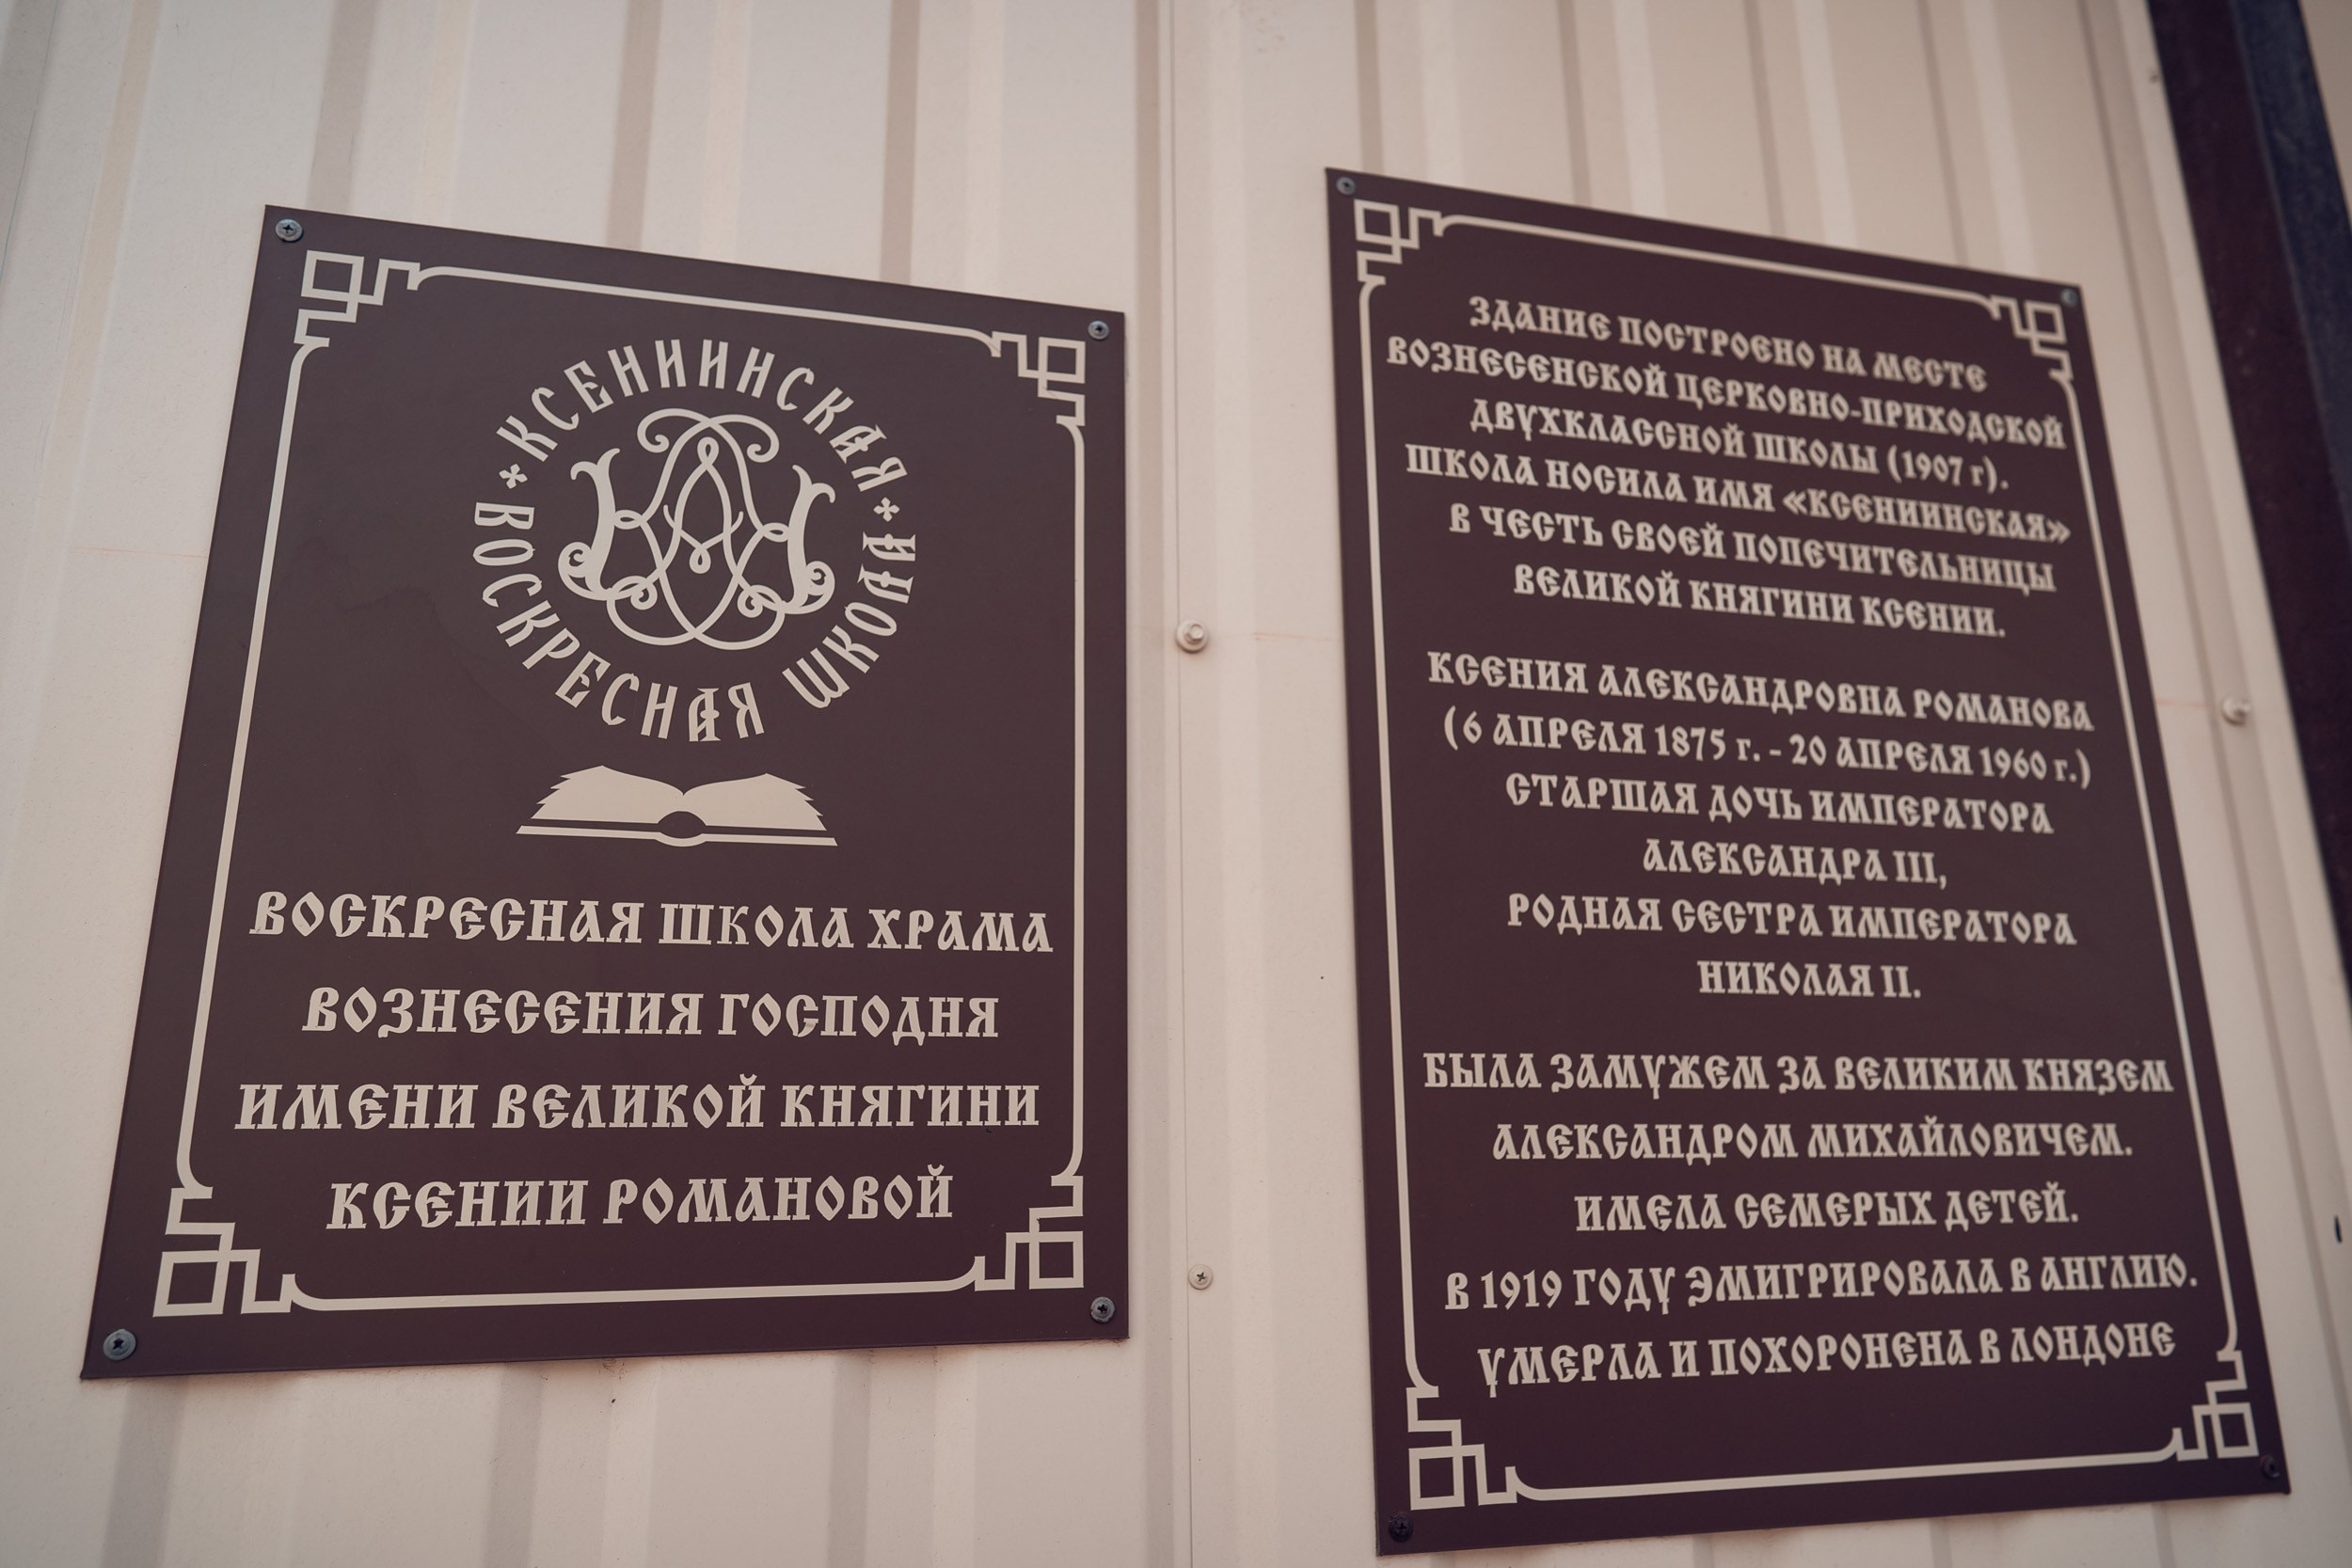 КСЕНИИНСКАЯ
ВОСКРЕСНАЯ ШКОЛА
ВОСКРЕСНАЯ ШКОЛА ХРАМА
ВОЗНЕСЕНИЯ ГОСПОДНЯ
ИМЕНИ ВЕЛИКОЙ КНЯГИНИ
КСЕНИИ РОМАНОВОЙ
ЗДАНИЕ ПОСТРОЕНО НА МЕСТЕ
ВОЗНЕСЕНСКОЙ ЦЕРКОВНО-ПРИХОДСКОЙ
ДВУХКЛАССНОЙ ШКОЛЫ (1907 г).
ШКОЛА НОСИЛА ИМЯ «КСЕНИИНСКАЯ»
В ЧЕСТЬ СВОЕЙ ПОПЕЧИТЕЛЬНИЦЫ
ВЕЛИКОЙ КНЯГИНИ КСЕНИИ.
КСЕНИЯ АЛЕКСАНДРОВНА РОМАНОВА
(6 АПРЕЛЯ 1875 г. - 20 АПРЕЛЯ 1960 г.)
СТАРШАЯ ДОЧЬ ИМПЕРАТОРА
АЛЕКСАНДРА III,
РОДНАЯ СЕСТРА ИМПЕРАТОРА
НИКОЛАЯ II.
БЫЛА ЗАМУЖЕМ ЗА ВЕЛИКИМ КНЯЗЕМ
АЛЕКСАНДРОМ МИХАЙЛОВИЧЕМ.
ИМЕЛА СЕМЕРЫХ ДЕТЕЙ.
В 1919 ГОДУ ЭМИГРИРОВАЛА В АНГЛИЮ.
УМЕРЛА И ПОХОРОНЕНА В ЛОНДОНЕ